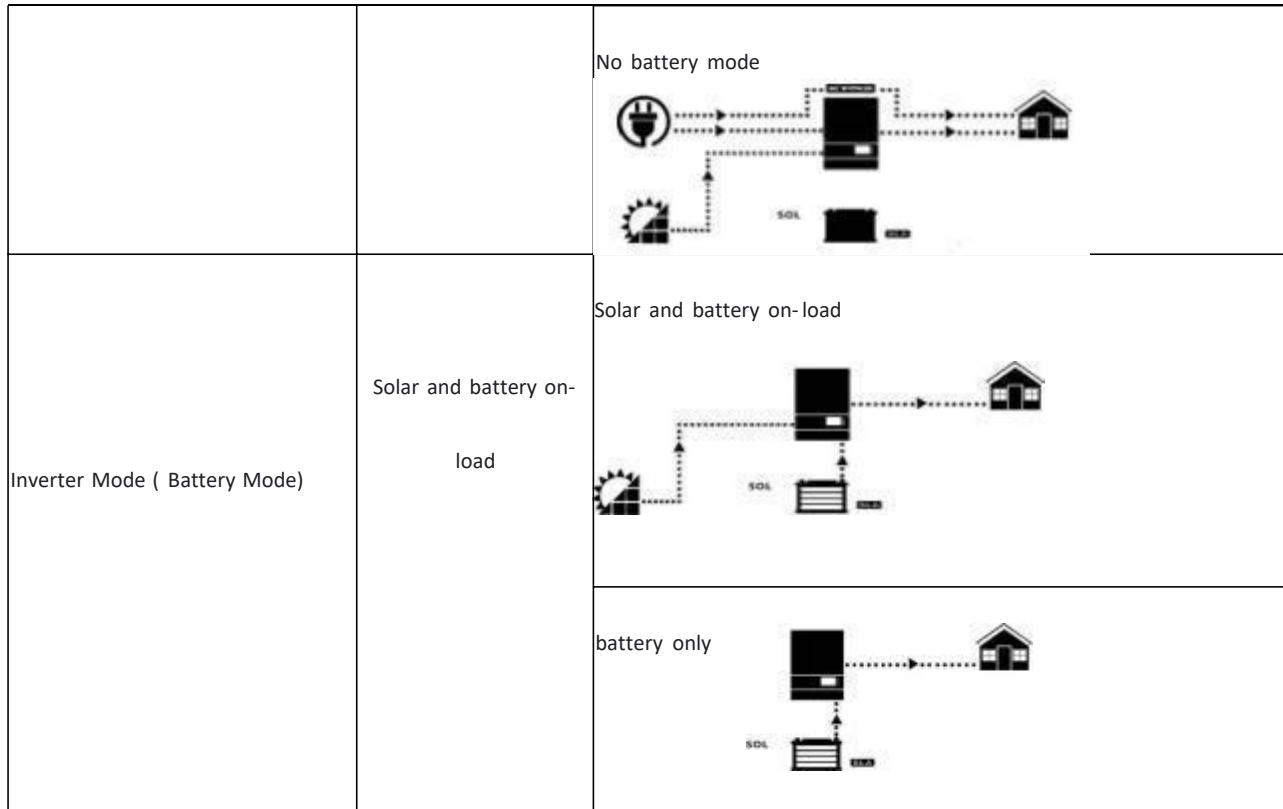 No battery mode
SOL
Solar and battery on-load
Solar and battery on-
load
Inverter Mode ( Battery Mode)
SOL
battery only
SOL